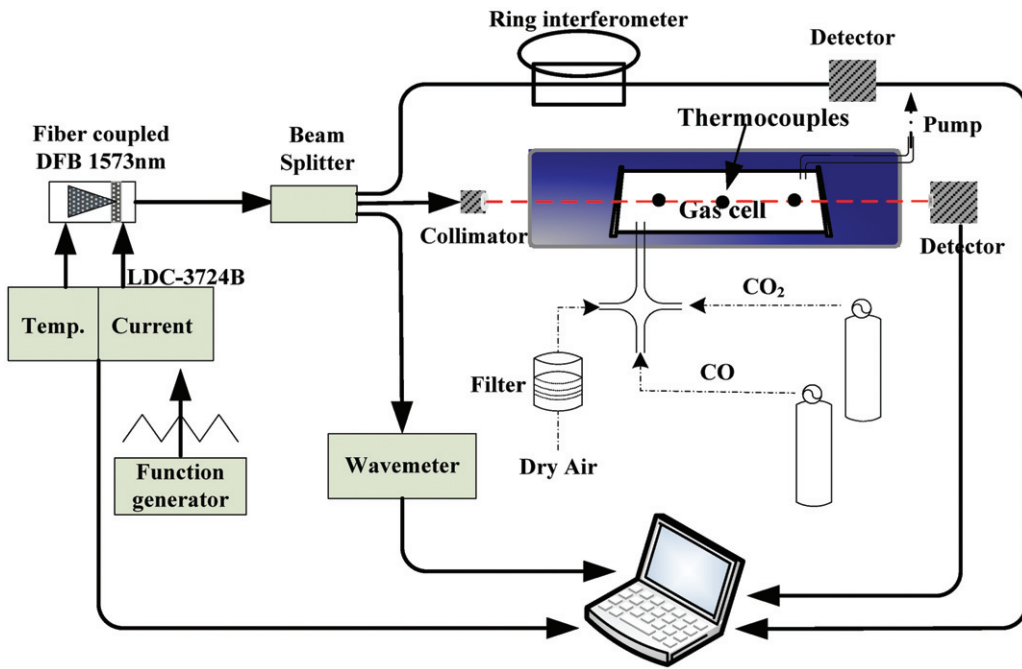 Ring interferometer
Detector
Fiber coupled
DFB 1573nm
Beam
Splitter
Thermocouples
Pump
Gas cell
Collimator
Detector
LDC-3724B
Temp.
Current
CO₂
Filter
CO
Dry Air
Wavemeter
Function
generator